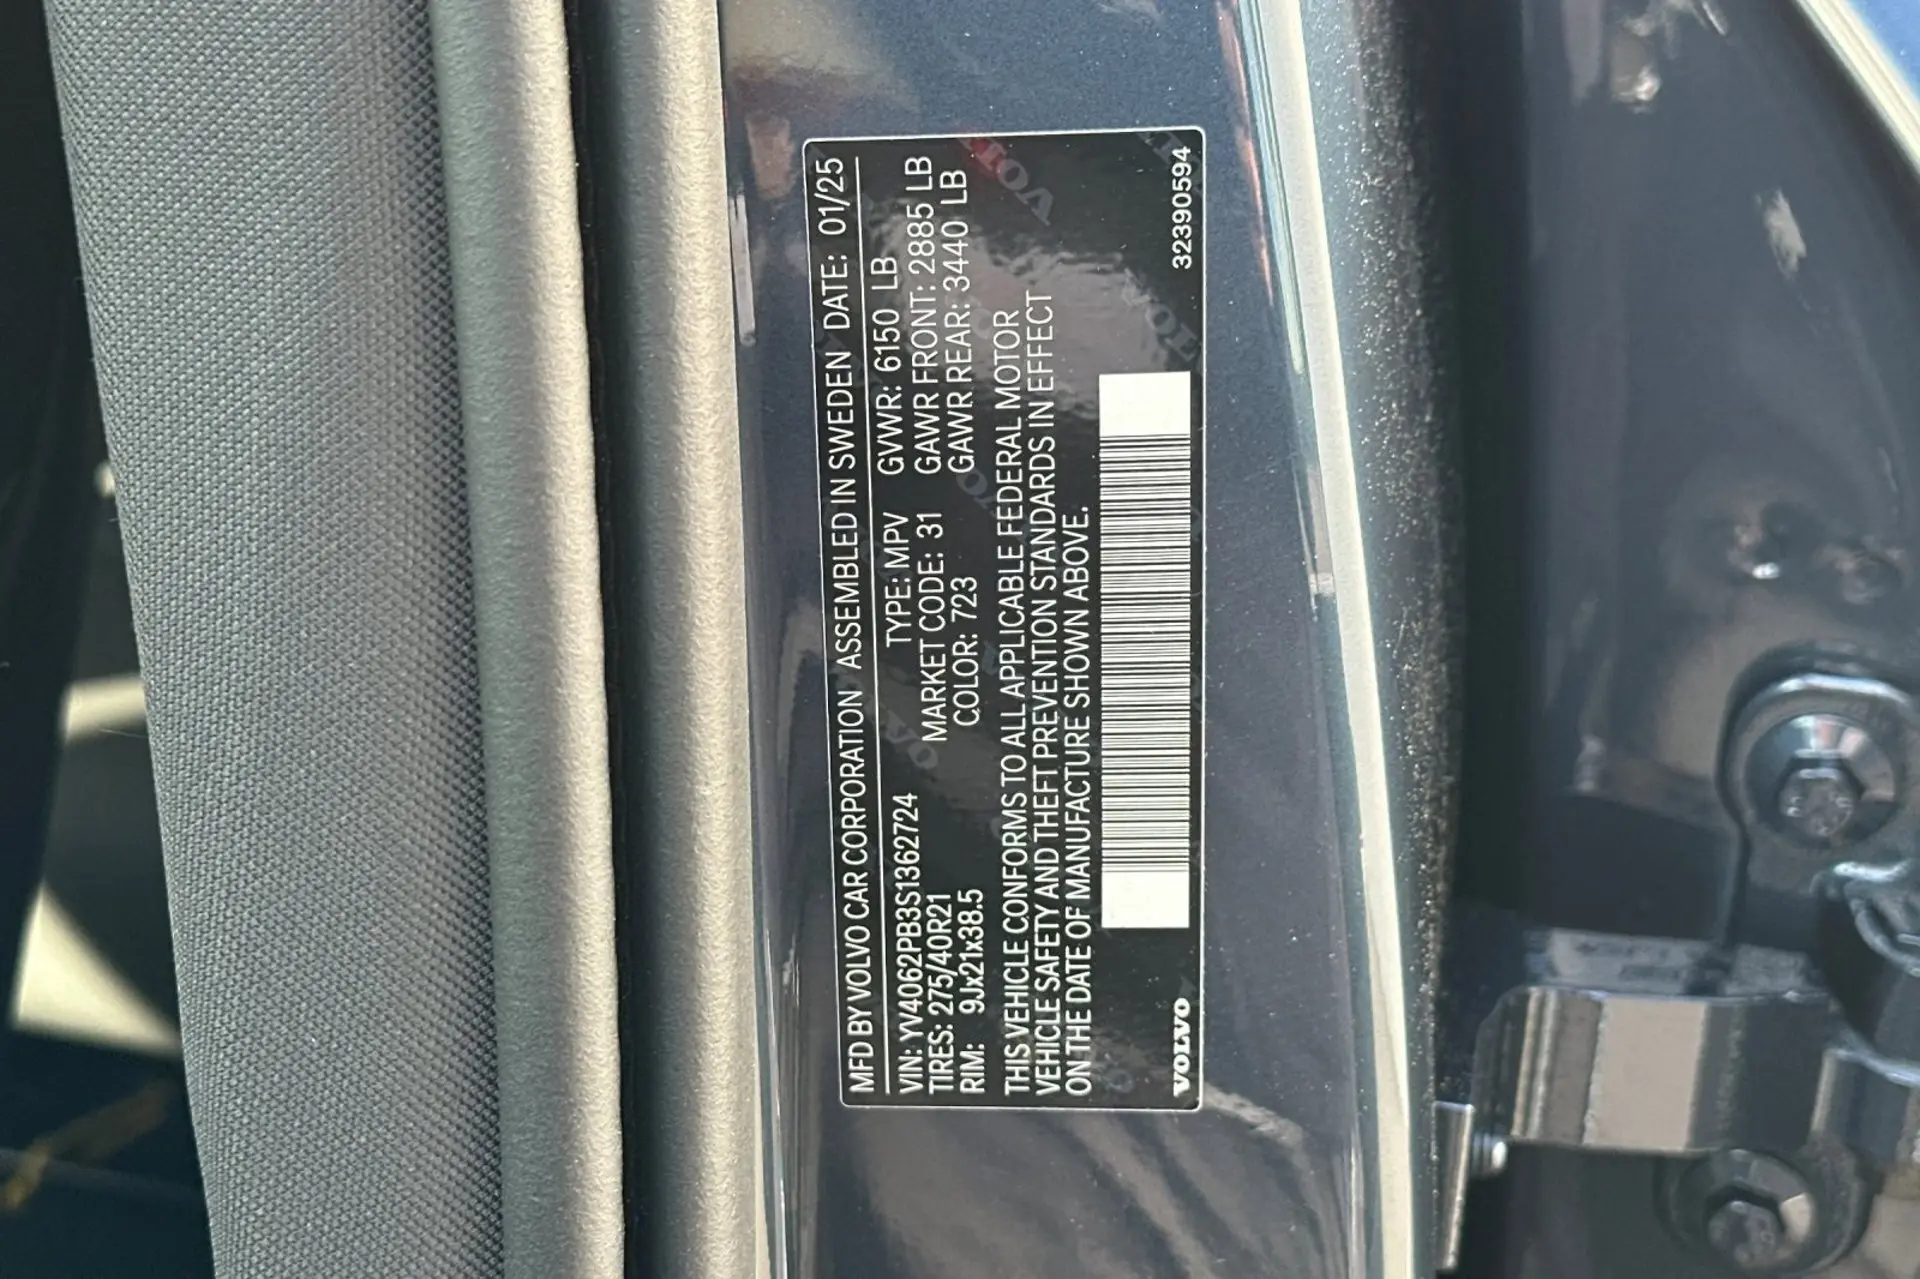 MFD BY VOLVO CAR CORPORATION ASSEMBLED IN SWEDEN DATE: 01/25
VIN: YV4062PB3S1362724 TYPE: MPV GVWR: 6150 LB
TIRES: 275/40R21 MARKET CODE: 31 GAWR FRONT: 2885 LB
RIM: 9Jx21x38.5 COLOR: 723 GAWR REAR: 3440 LB
THIS VEHICLE CONFORMS TO ALL APPLICABLE FEDERAL MOTOR
VEHICLE SAFETY AND THEFT PREVENTION STANDARDS IN EFFECT
ON THE DATE OF MANUFACTURE SHOWN ABOVE.
VOLVO 32390594